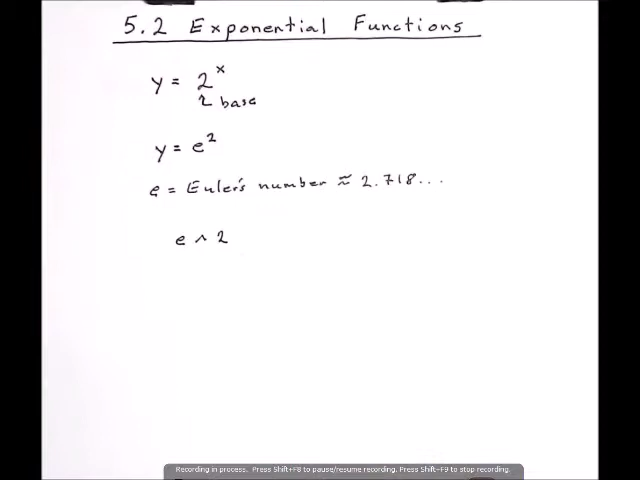 5.2 Exponential Functions
y = 2^x
2 base
y = e^2
e = Euler's number ≈ 2.718...
e ^ 2
Recording in process. Press Shift+F8 to pause/resume recording. Press Shift+F9 to stop recording.